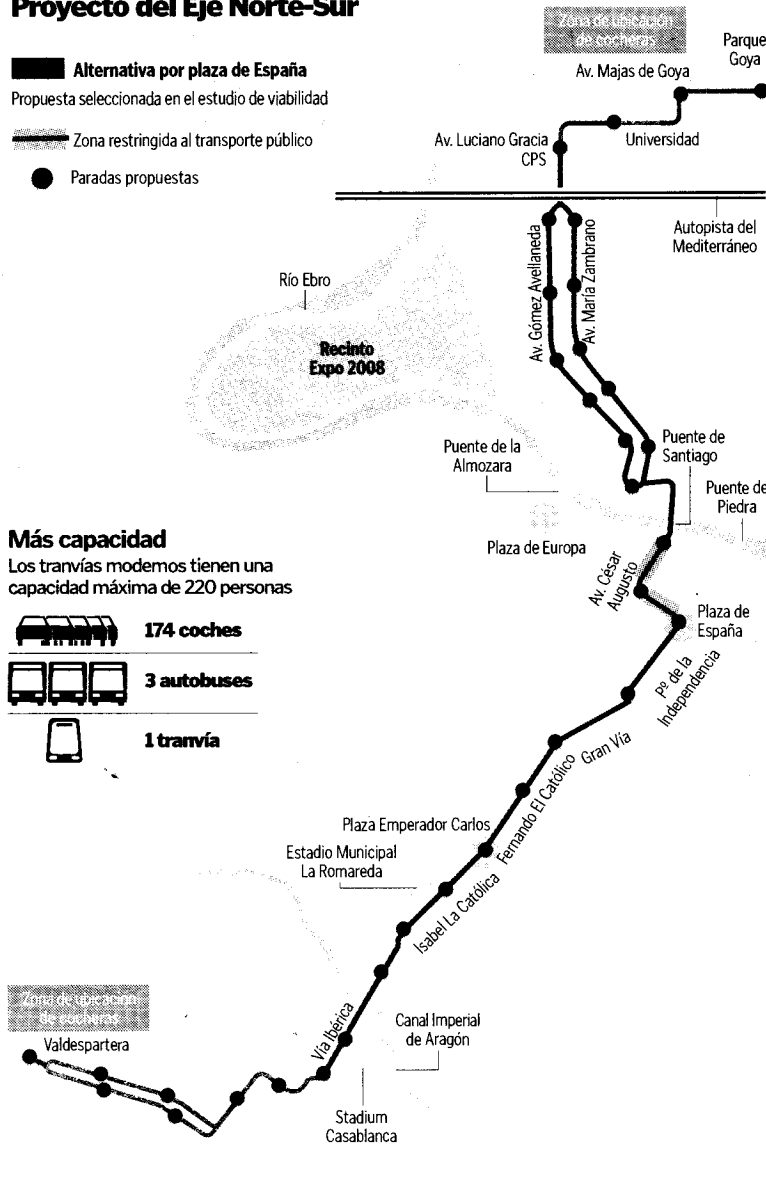 Proyecto del Eje Norte-Sur
Alternativa por plaza de España
Propuesta seleccionada en el estudio de viabilidad
Zona restringida al transporte público
Paradas propuestas
Zona de ubicación
de cocheras
Parque
Goya
Av. Majas de Goya
Av. Luciano Gracia
CPS
Universidad
Autopista del
Mediterráneo
Av. Gómez Avellaneda
Av. María Zambrano
Río Ebro
Recinto
Expo 2008
Puente de la
Almozara
Puente de
Santiago
Puente de
Piedra
Plaza de Europa
Av. César
Augusto
Plaza de
España
Pº de la
Independencia
Gran Vía
Fernando El Católico
Plaza Emperador Carlos
Estadio Municipal
La Romareda
Isabel La Católica
Más capacidad
Los tranvías modernos tienen una
capacidad máxima de 220 personas
174 coches
3 autobuses
1 tranvía
Vía Ibérica
Canal Imperial
de Aragón
Stadium
Casablanca
Zona de ubicación
de cocheras
Valdespartera